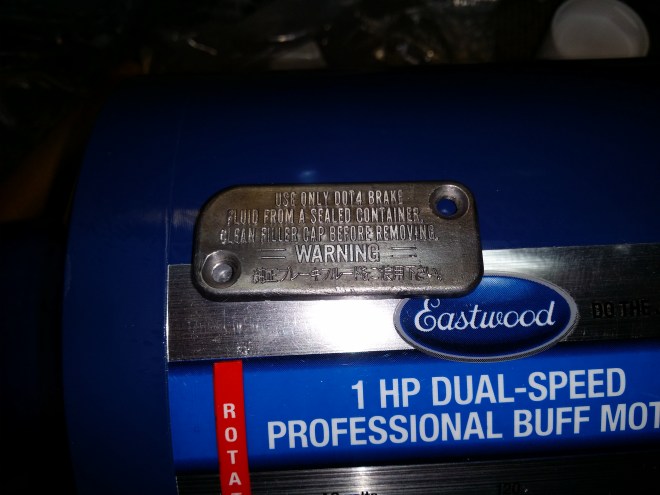 USE ONLY DOT4 BRAKE
FLUID FROM A SEALED CONTAINER.
CLEAN FILLER CAP BEFORE REMOVING.
WARNING
Eastwood
DO THE
1 HP DUAL-SPEED
PROFESSIONAL BUFF MOT
ROTAT